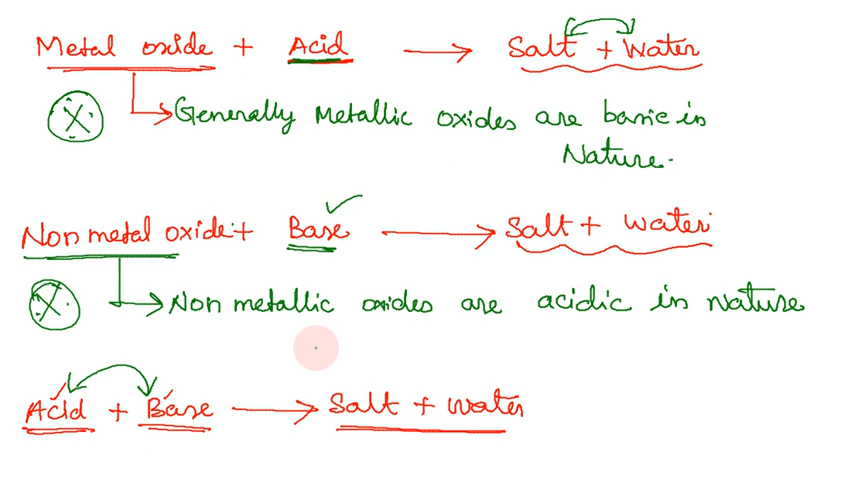 Metal oxide + Acid → Salt + Water
→ Generally Metallic oxides are basic in
Nature.
Non metal oxide + Base → Salt + water
→ Non metallic oxides are acidic in nature
Acid + Base → Salt + water